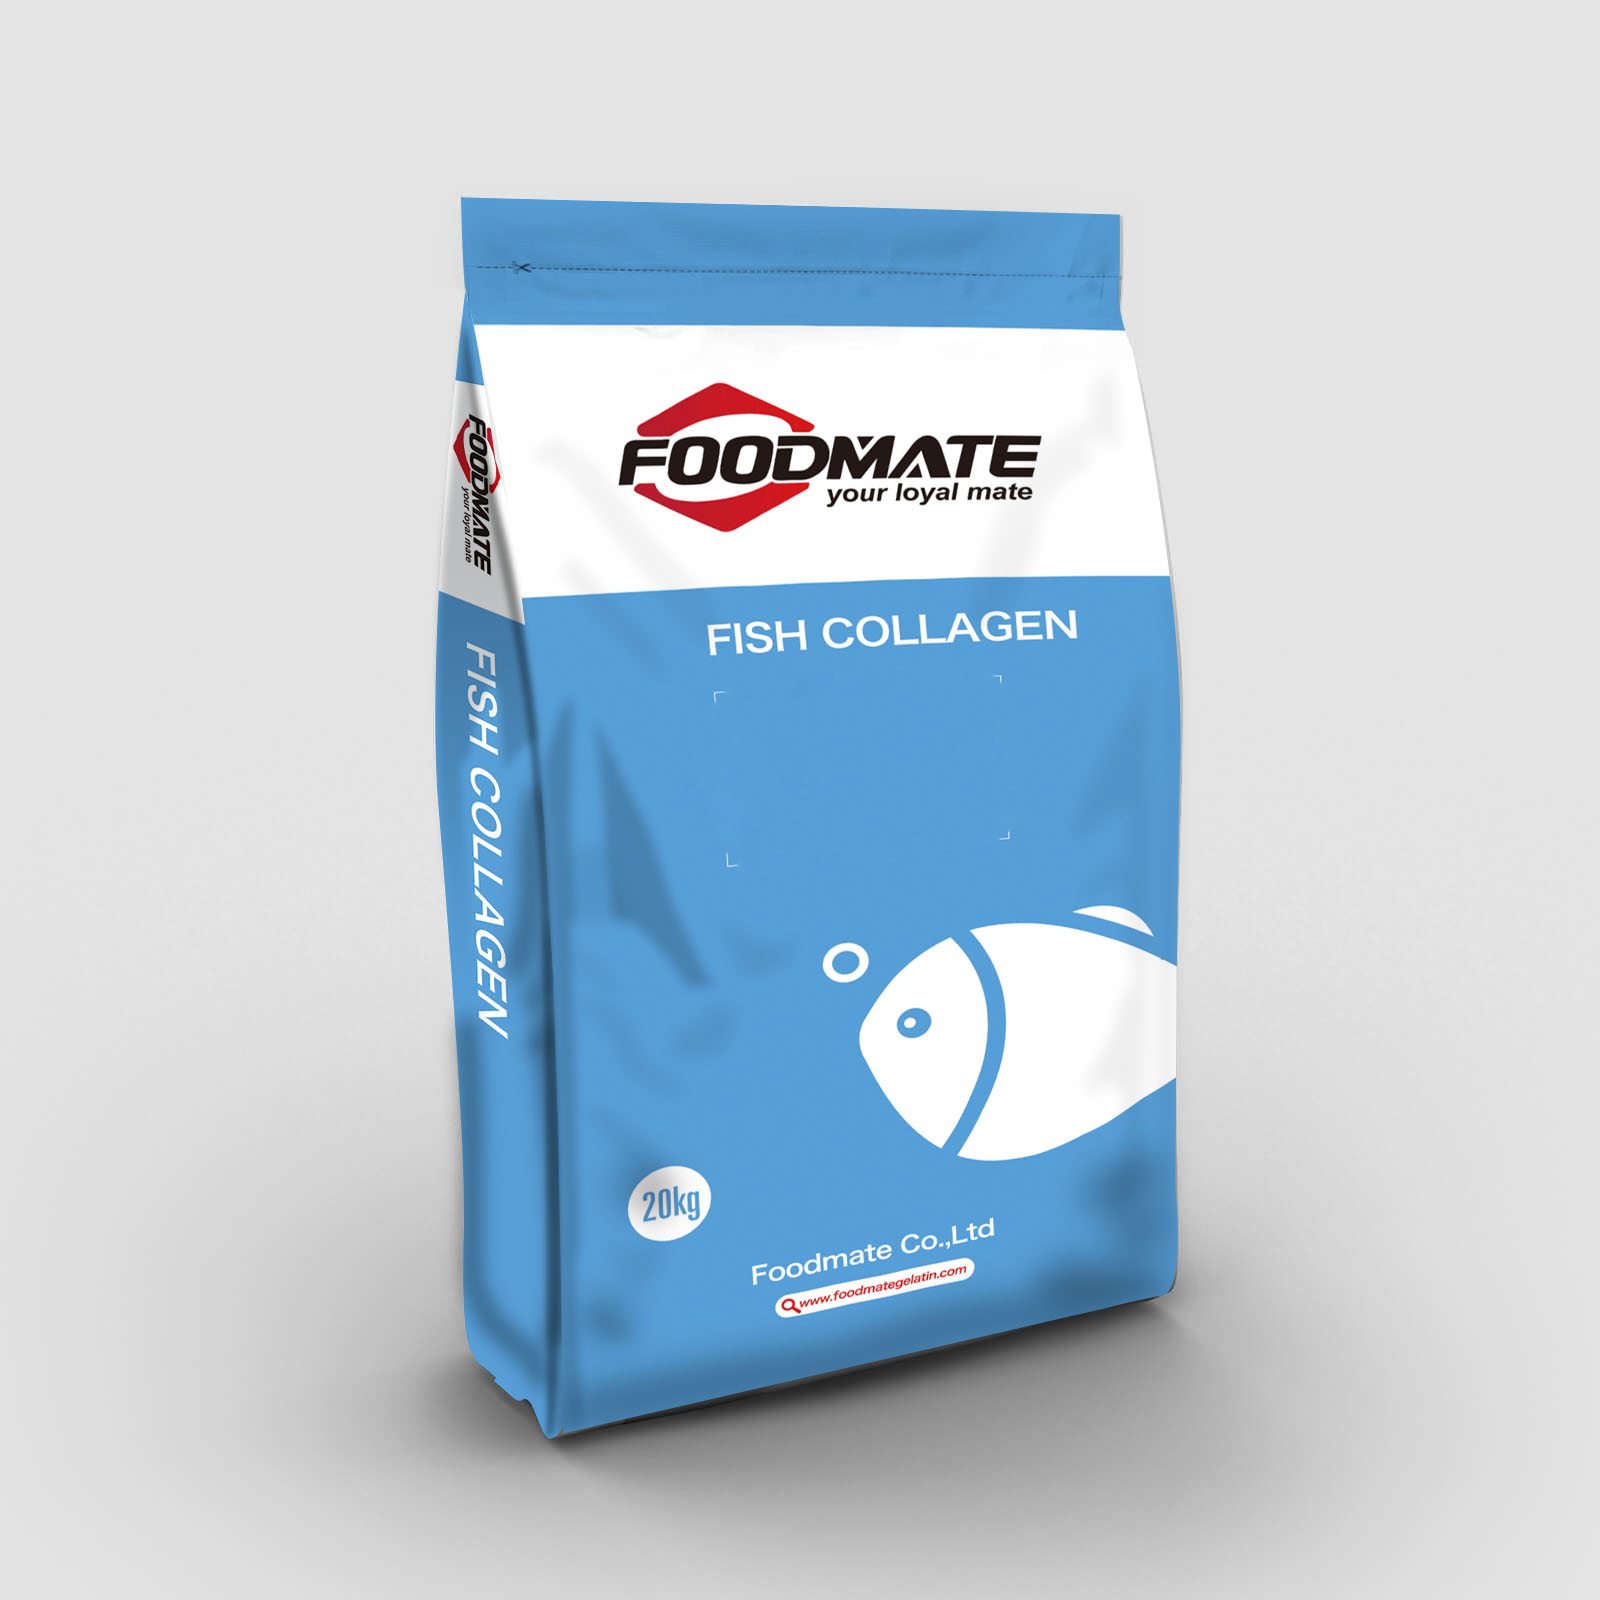 FOODMATE
your loyal mate
FISH COLLAGEN
20kg
Foodmate Co.,Ltd
www.foodmategelatin.com
FOODMATE
your loyal mate
FISH COLLAGEN